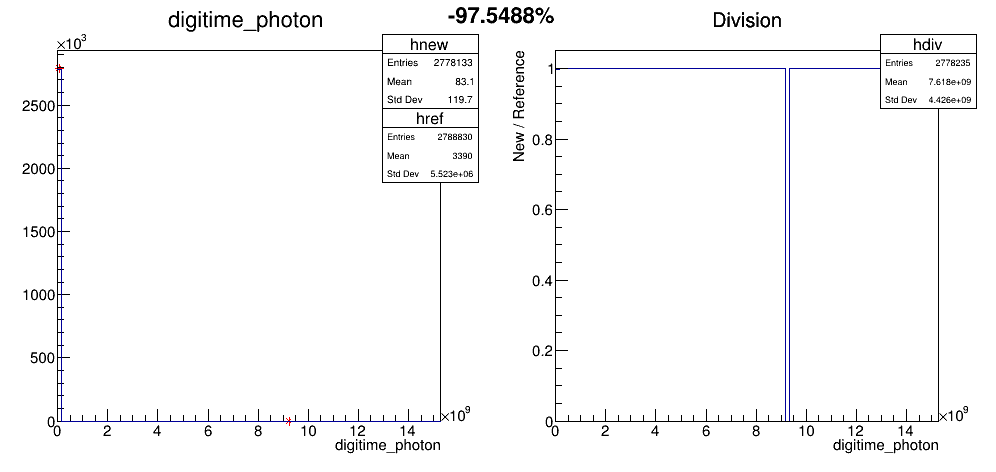 -97.5488%
digitime_photon
×10³
hnew
Entries 2778133
Mean 83.1
Std Dev 119.7
href
Entries 2788830
Mean 3390
Std Dev 5.523e+06
2500
2000
1500
1000
500
0
0 2 4 6 8 10 12 14
×10⁹
digitime_photon
Division
hdiv
Entries 2778235
Mean 7.618e+09
Std Dev 4.426e+09
New / Reference
1
0.8
0.6
0.4
0.2
0
0 2 4 6 8 10 12 14
×10⁹
digitime_photon